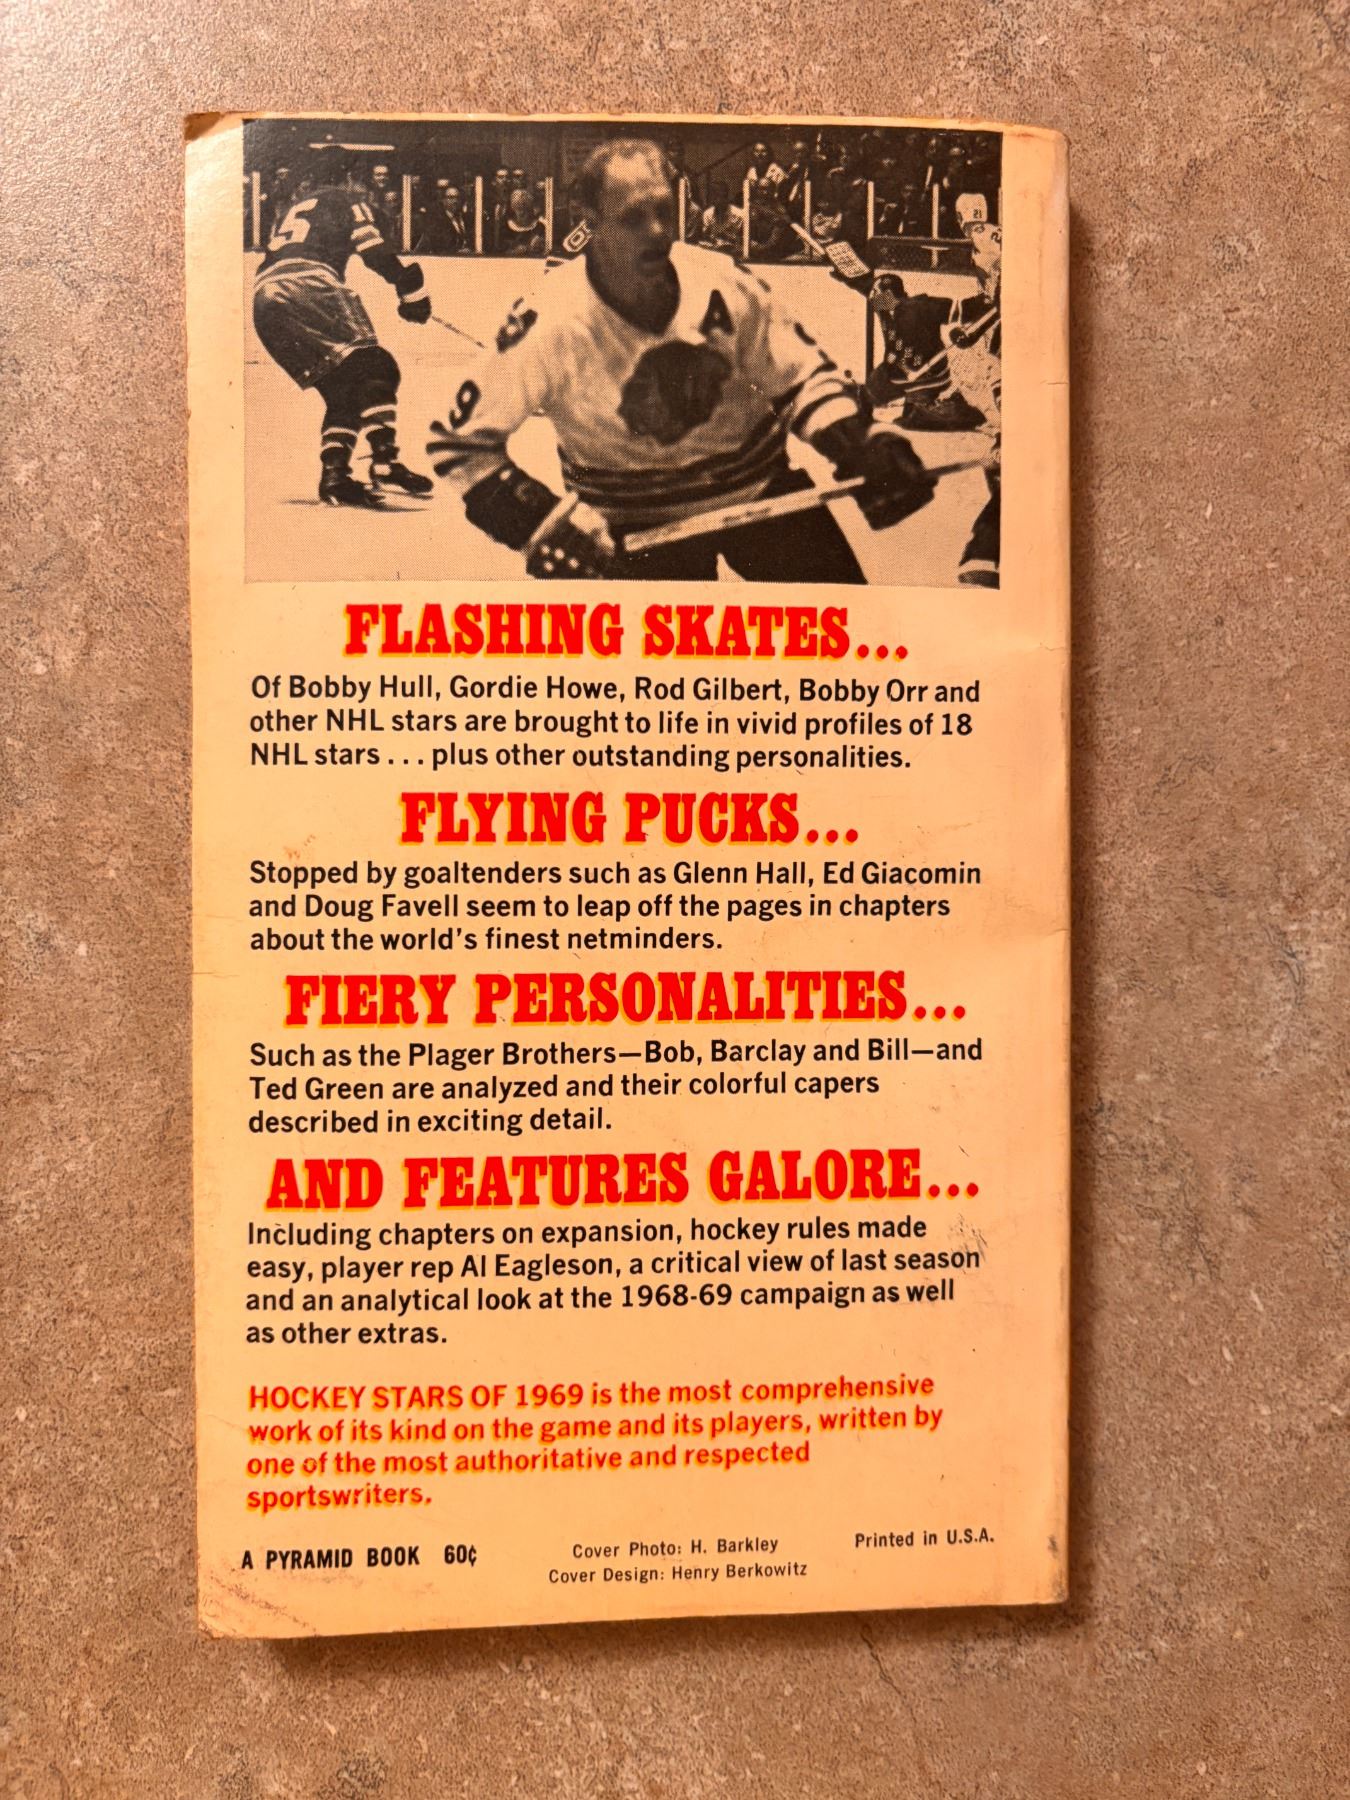 5
9
A
21
FLASHING SKATES...
Of Bobby Hull, Gordie Howe, Rod Gilbert, Bobby Orr and
other NHL stars are brought to life in vivid profiles of 18
NHL stars . . . plus other outstanding personalities.
FLYING PUCKS...
Stopped by goaltenders such as Glenn Hall, Ed Giacomin
and Doug Favell seem to leap off the pages in chapters
about the world's finest netminders.
FIERY PERSONALITIES...
Such as the Plager Brothers—Bob, Barclay and Bill—and
Ted Green are analyzed and their colorful capers
described in exciting detail.
AND FEATURES GALORE...
Including chapters on expansion, hockey rules made
easy, player rep Al Eagleson, a critical view of last season
and an analytical look at the 1968-69 campaign as well
as other extras.
HOCKEY STARS OF 1969 is the most comprehensive
work of its kind on the game and its players, written by
one of the most authoritative and respected
sportswriters.
A PYRAMID BOOK 60¢
Cover Photo: H. Barkley
Cover Design: Henry Berkowitz
Printed in U.S.A.